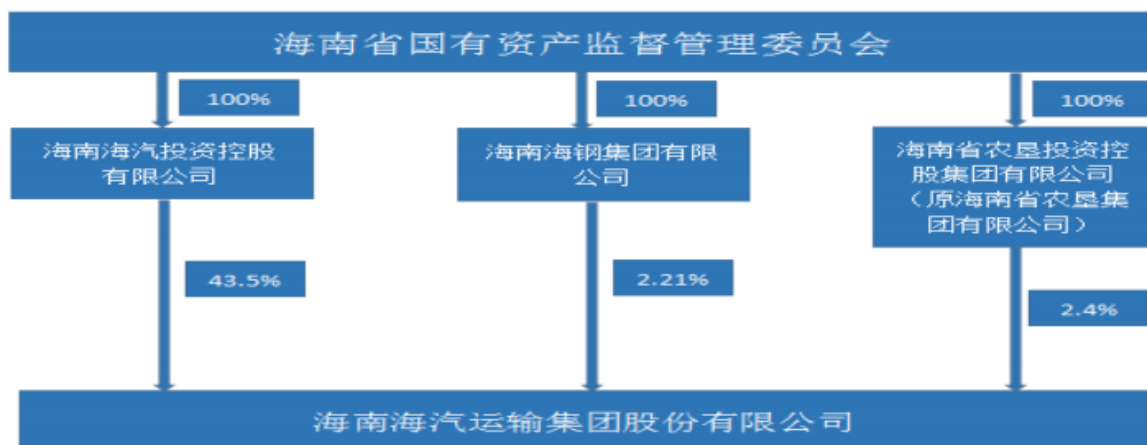 海南省国有资产监督管理委员会
100%
100%
100%
海南海汽投资控股
有限公司
海南海钢集团有限
公司
海南省农垦投资控
股集团有限公司
（原海南省农垦集
团有限公司）
43.5%
2.21%
2.4%
海南海汽运输集团股份有限公司